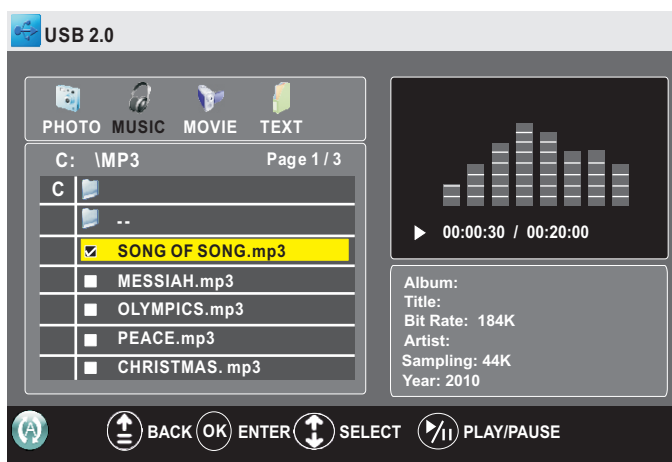 USB 2.0
PHOTO MUSIC MOVIE TEXT
C: \MP3 Page 1 / 3
C
--
SONG OF SONG.mp3
MESSIAH.mp3
OLYMPICS.mp3
PEACE.mp3
CHRISTMAS. mp3
00:00:30 / 00:20:00
Album:
Title:
Bit Rate: 184K
Artist:
Sampling: 44K
Year: 2010
A BACK OK ENTER SELECT PLAY/PAUSE